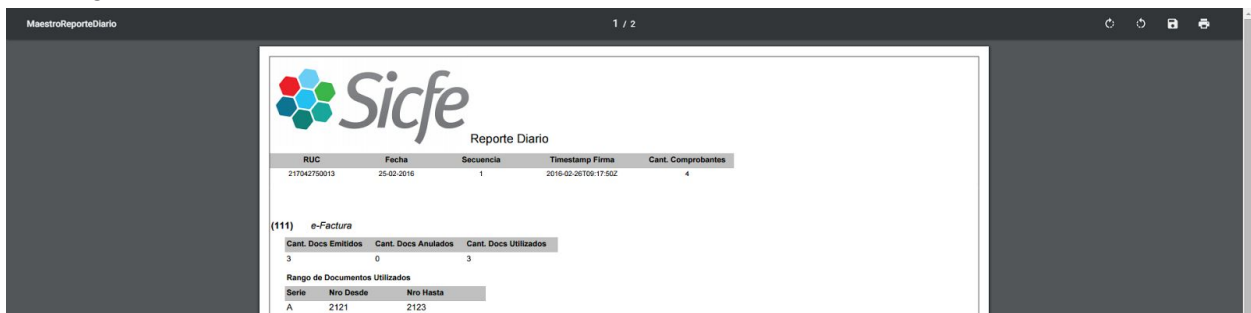 MaestroReporteDiario 1 / 2
Sicfe
Reporte Diario
RUC Fecha Secuencia Timestamp Firma Cant. Comprobantes
217042750013 25-02-2016 1 2016-02-26T09:17:50Z 4
(111) e-Factura
Cant. Docs Emitidos Cant. Docs Anulados Cant. Docs Utilizados
3 0 3
Rango de Documentos Utilizados
Serie Nro Desde Nro Hasta
A 2121 2123